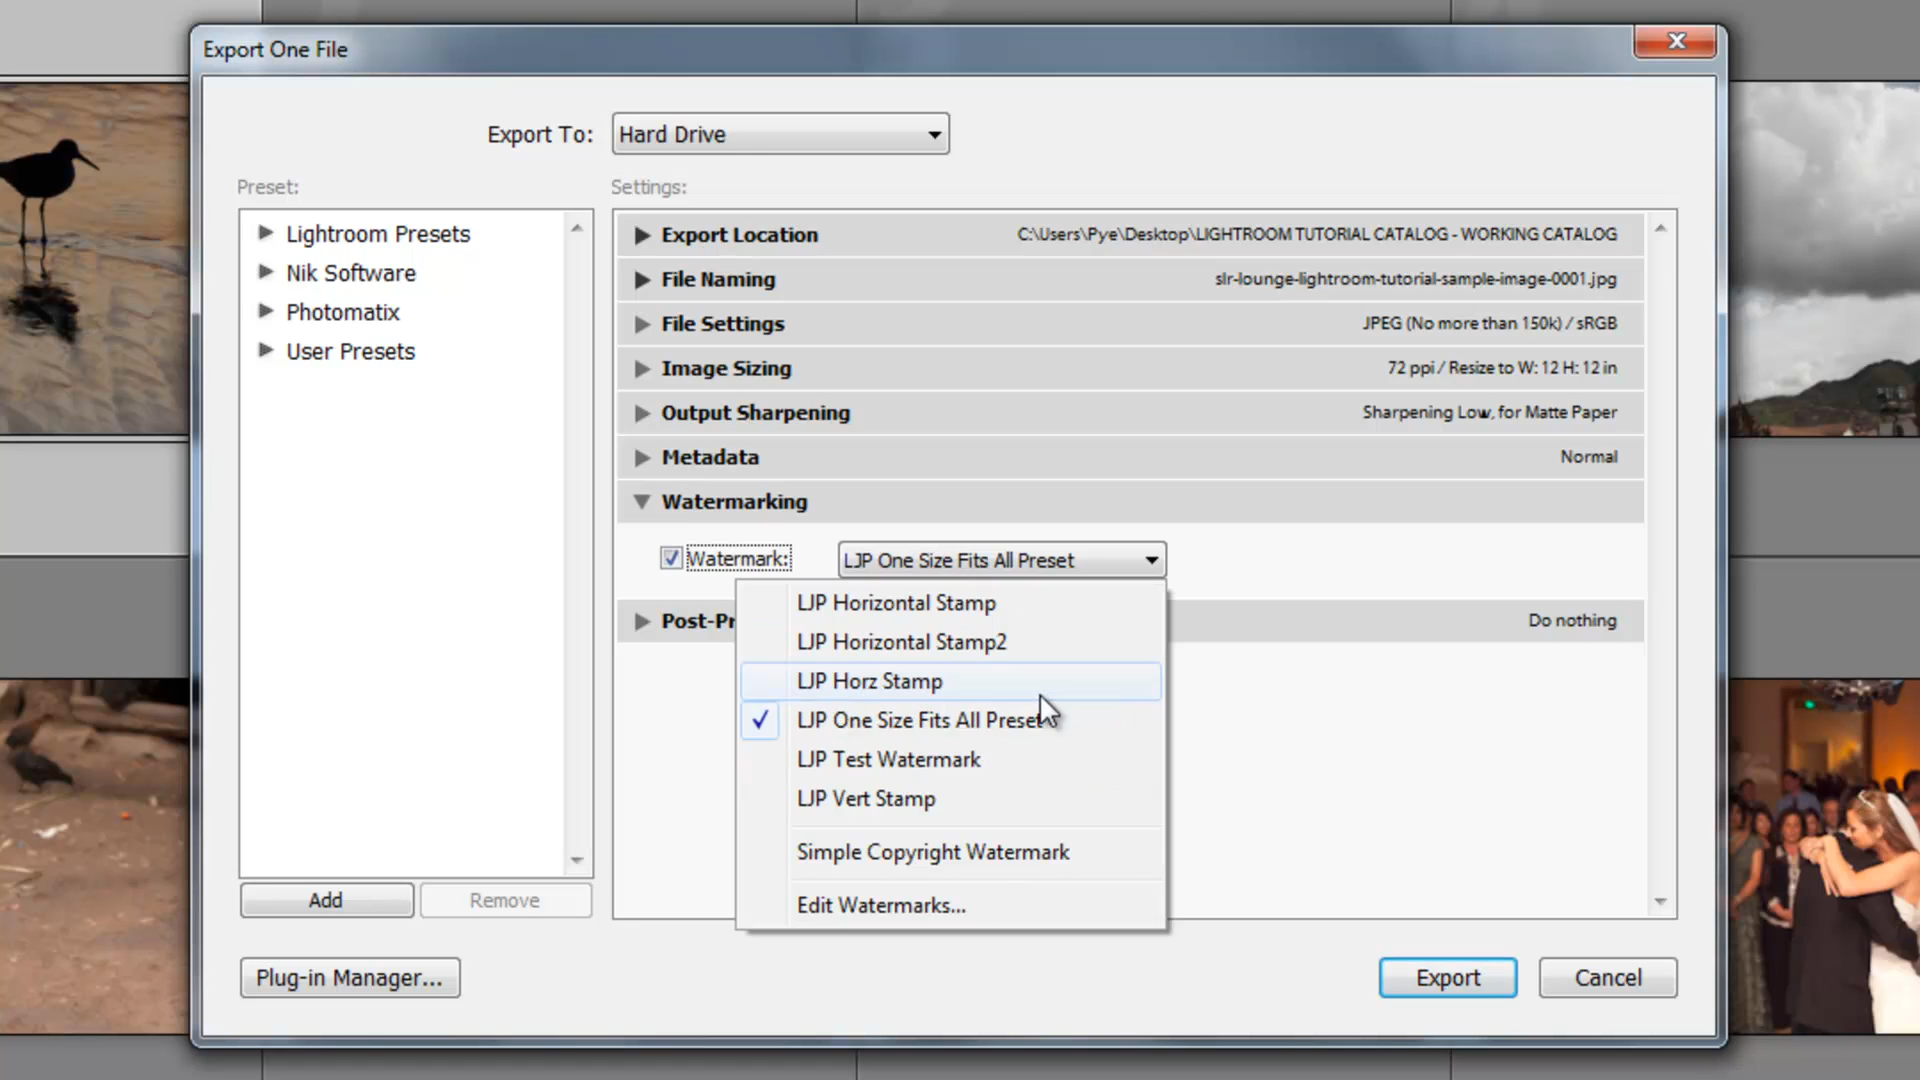 Export One File
Export To: Hard Drive
Preset:
Settings:
Lightroom Presets
Nik Software
Photomatix
User Presets
Export Location C:\Users\Pye\Desktop\LIGHTROOM TUTORIAL CATALOG - WORKING CATALOG
File Naming slr-lounge-lightroom-tutorial-sample-image-0001.jpg
File Settings JPEG (No more than 150k) / sRGB
Image Sizing 72 ppi / Resize to W: 12 H: 12 in
Output Sharpening Sharpening Low, for Matte Paper
Metadata Normal
Watermarking
Watermark: LJP One Size Fits All Preset
Post-Pr Do nothing
LJP Horizontal Stamp
LJP Horizontal Stamp2
LJP Horz Stamp
LJP One Size Fits All Preset
LJP Test Watermark
LJP Vert Stamp
Simple Copyright Watermark
Edit Watermarks...
Add Remove
Plug-in Manager...
Export Cancel